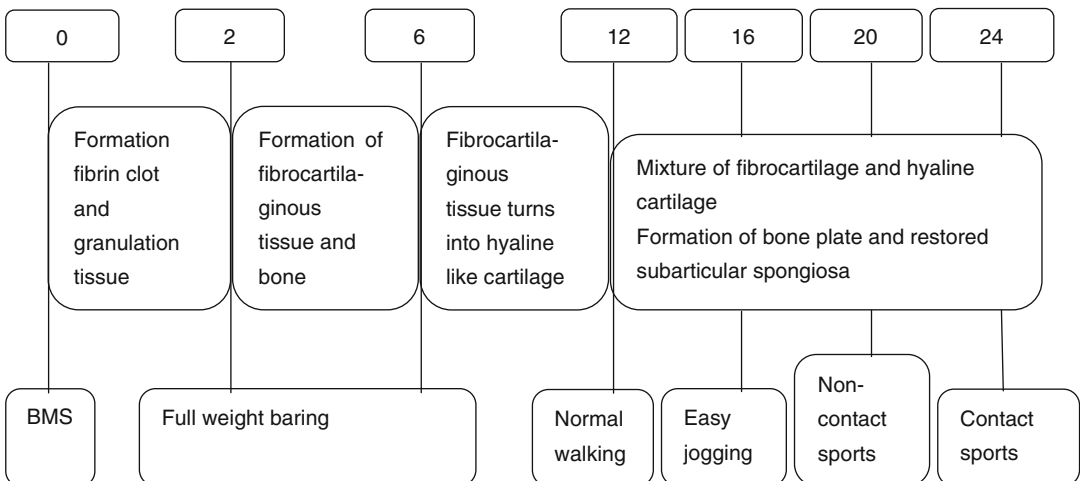 0
2
6
12
16
20
24
Formation
fibrin clot
and
granulation
tissue
Formation of
fibrocartila-
ginous
tissue and
bone
Fibrocartila-
ginous
tissue turns
into hyaline
like cartilage
Mixture of fibrocartilage and hyaline
cartilage
Formation of bone plate and restored
subarticular spongiosa
BMS
Full weight baring
Normal
walking
Easy
jogging
Non-
contact
sports
Contact
sports